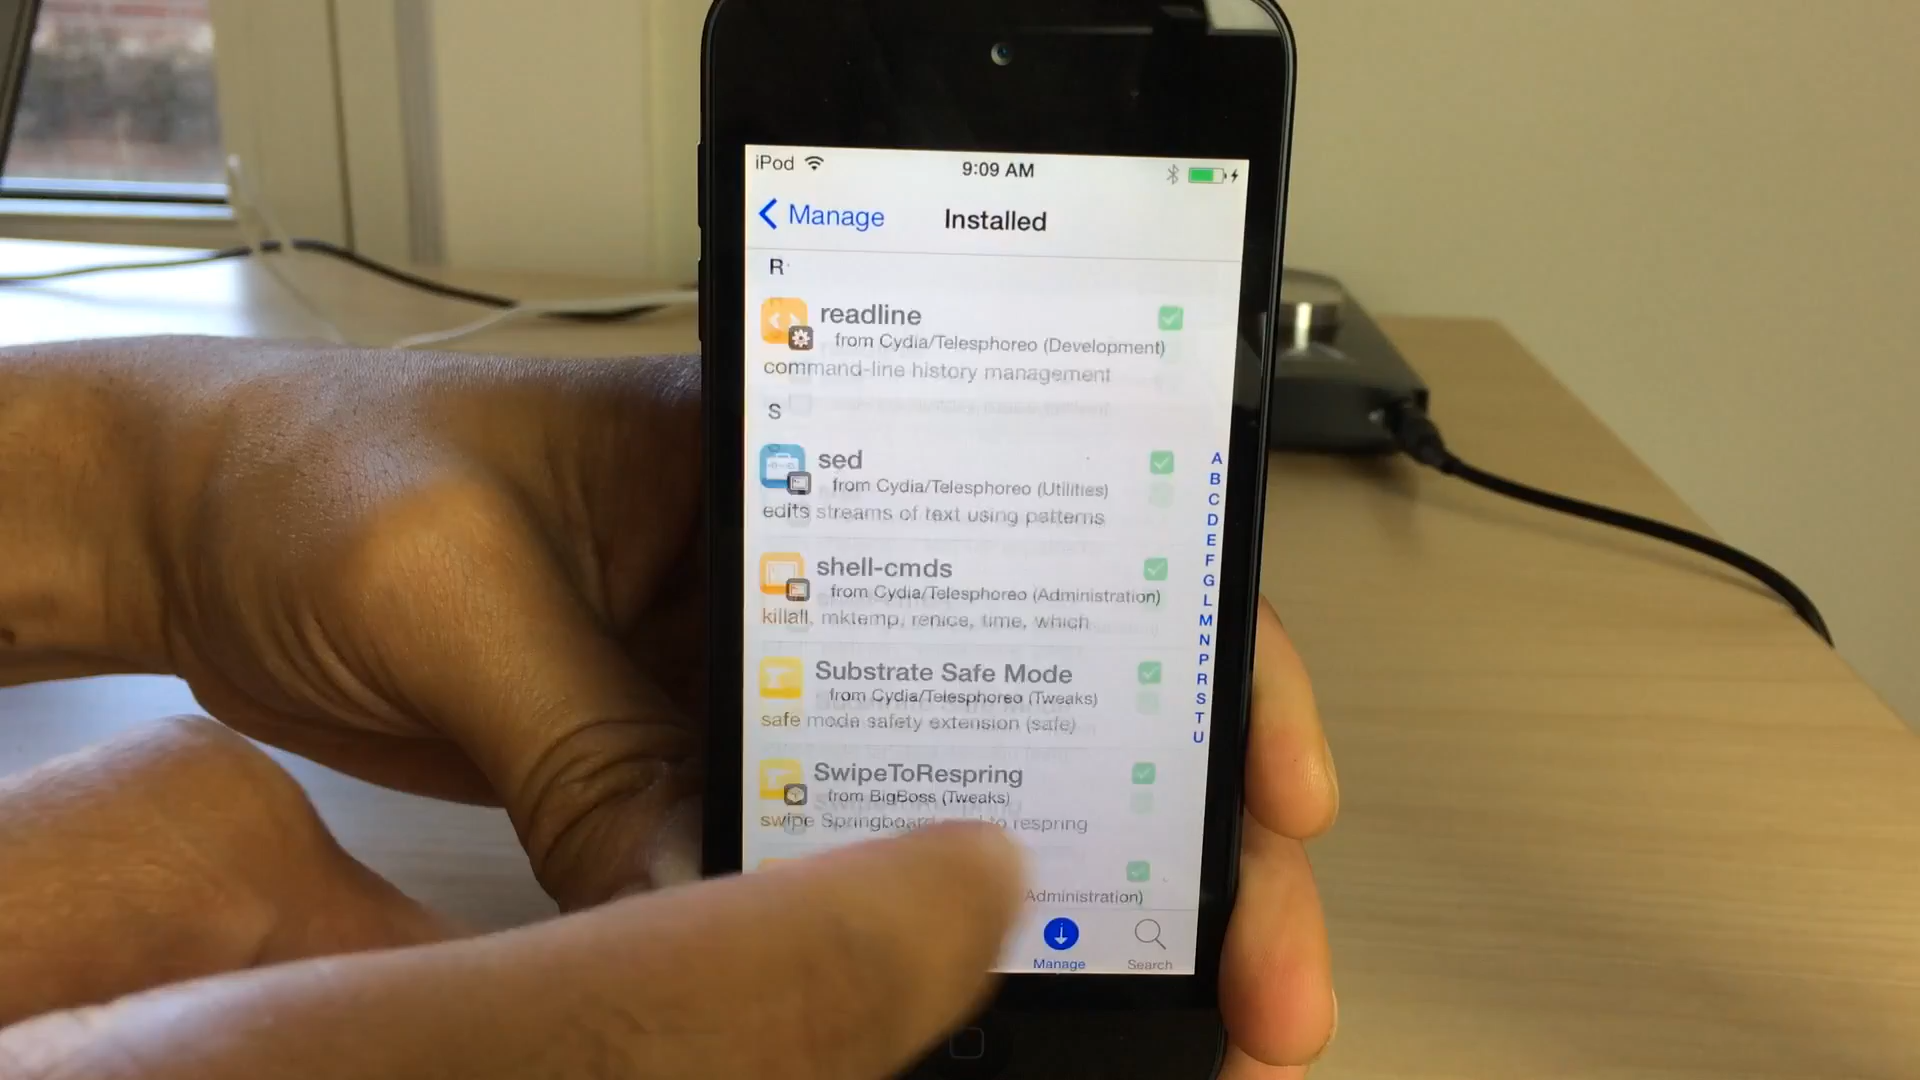 iPod 9:09 AM
Manage Installed
R
readline
from Cydia/Telesphoreo (Development)
command-line history management
S
sed
from Cydia/Telesphoreo (Utilities)
edits streams of text using patterns
shell-cmds
from Cydia/Telesphoreo (Administration)
killall, mktemp, renice, time, which
Substrate Safe Mode
from Cydia/Telesphoreo (Tweaks)
safe mode safety extension (safe)
SwipeToRespring
from BigBoss (Tweaks)
swipe Springboard to respring
Administration)
Manage Search
A
B
C
D
E
F
G
L
M
N
P
R
S
T
U